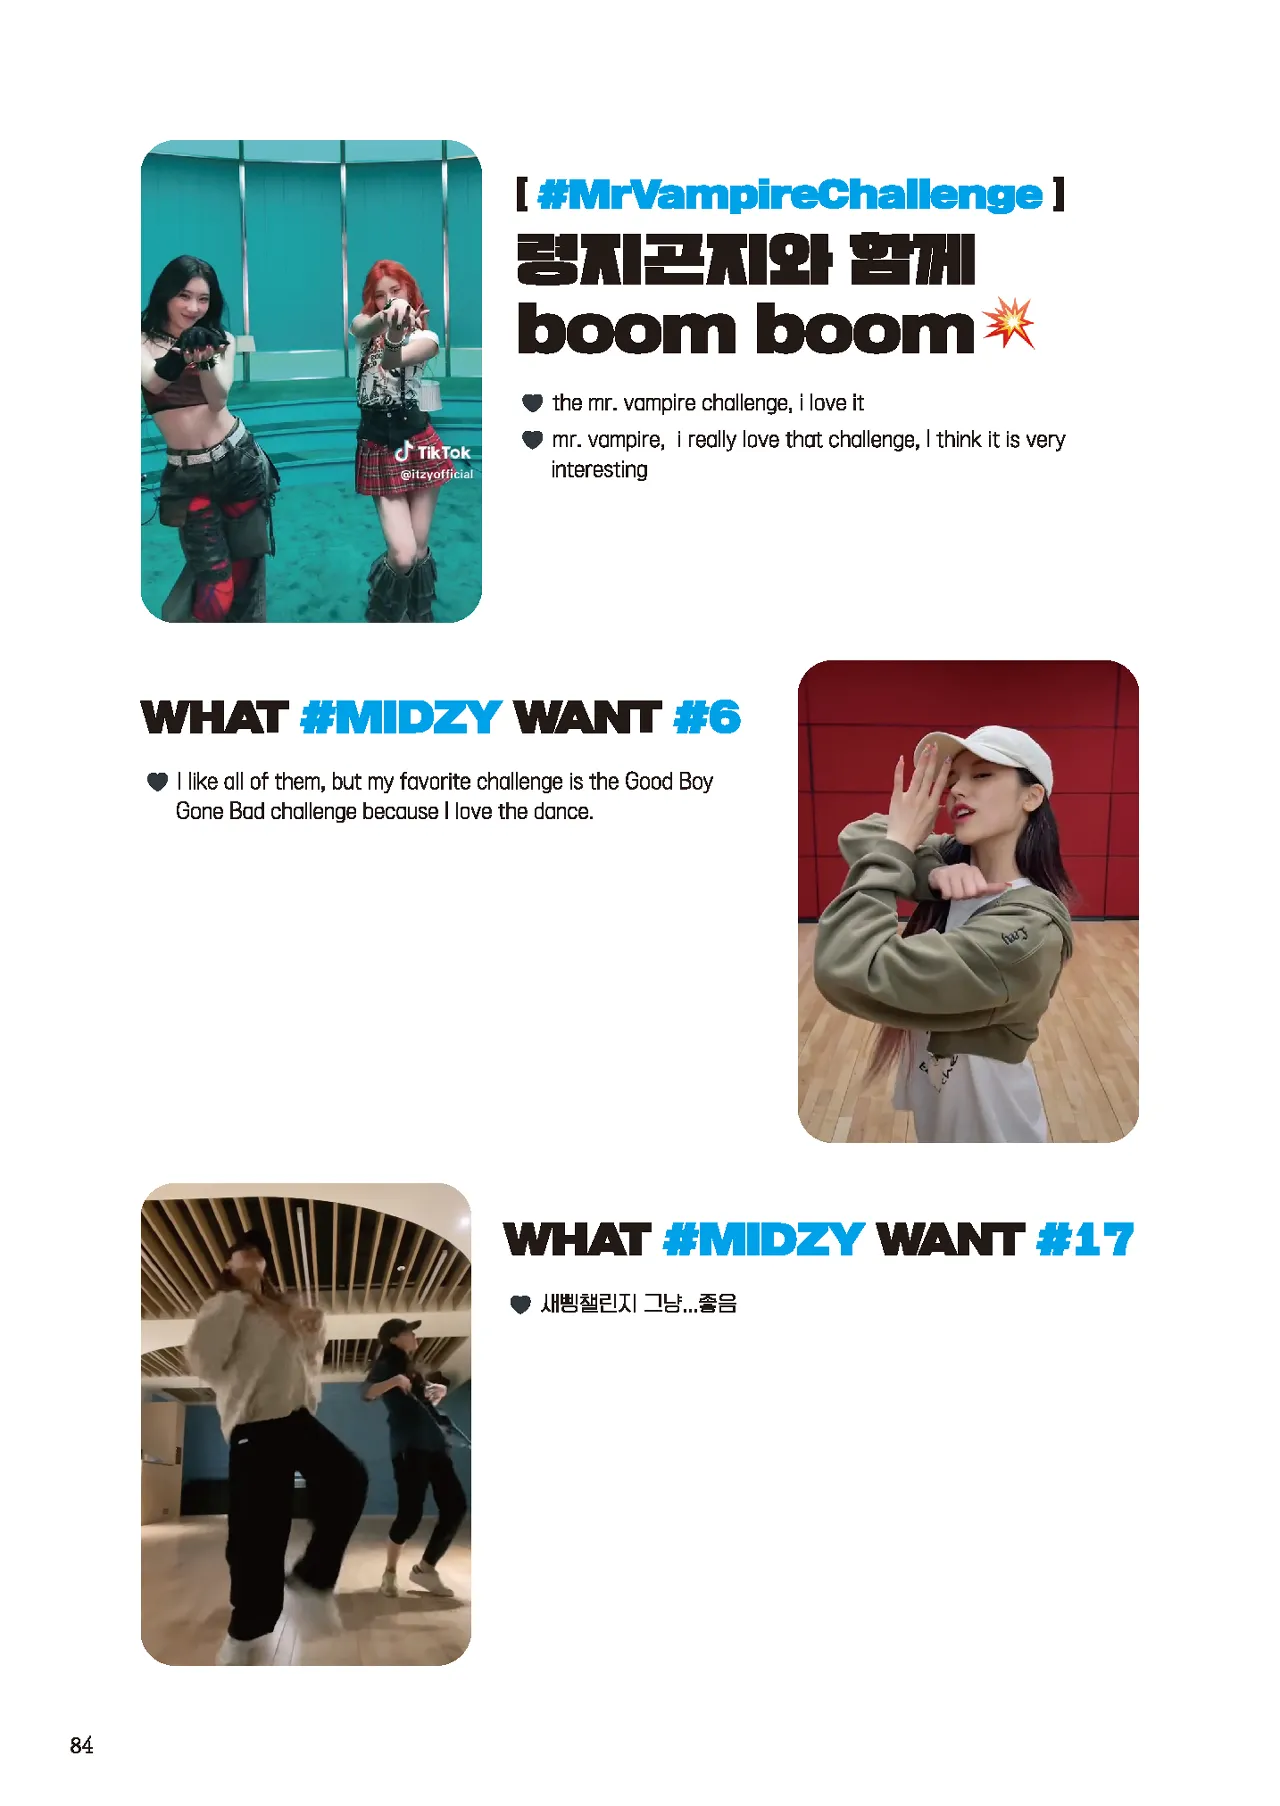 [ #MrVampireChallenge ]
령지곤지와 함께
boom boom💥
the mr. vampire challenge, i love it
mr. vampire, i really love that challenge, I think it is very
interesting
TikTok
@itzyofficial
WHAT #MIDZY WANT #6
I like all of them, but my favorite challenge is the Good Boy
Gone Bad challenge because I love the dance.
WHAT #MIDZY WANT #17
새삥챌린지 그냥...좋음
84